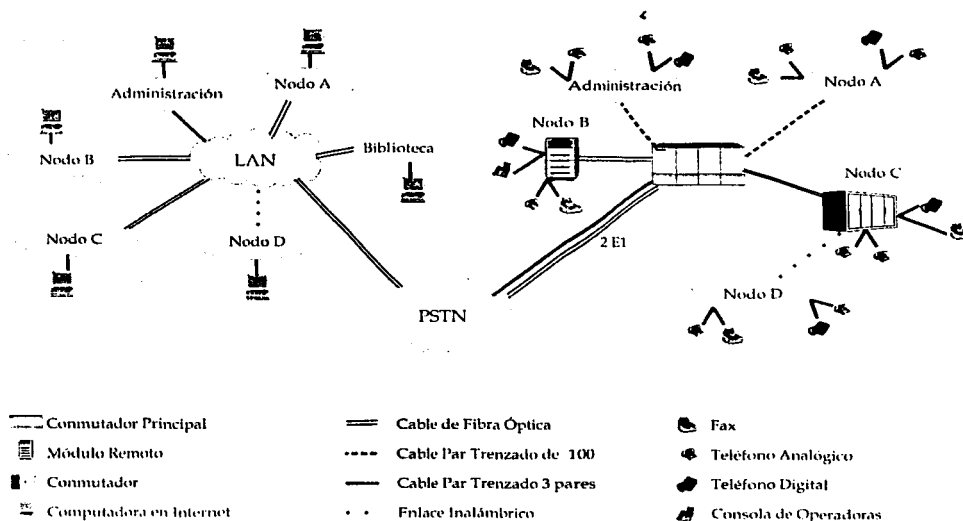 Nodo A
Administración
Nodo B
LAN
Biblioteca
Nodo C
Nodo D
PSTN
Administración
Nodo A
Nodo B
Nodo C
2 E1
Nodo D
Conmutador Principal
Módulo Remoto
Conmutador
Computadora en Internet
Cable de Fibra Óptica
Cable Par Trenzado de 100
Cable Par Trenzado 3 pares
Enlace Inalámbrico
Fax
Teléfono Analógico
Teléfono Digital
Consola de Operadoras